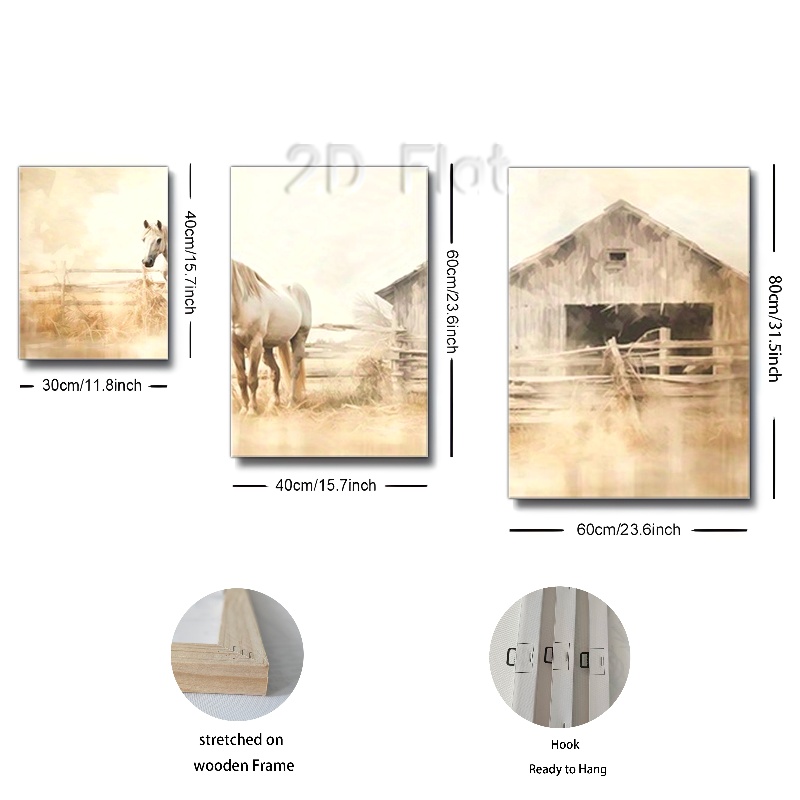 2D Flat
40cm/15.7inch
30cm/11.8inch
60cm/23.6inch
40cm/15.7inch
80cm/31.5inch
60cm/23.6inch
stretched on
wooden Frame
Hook
Ready to Hang